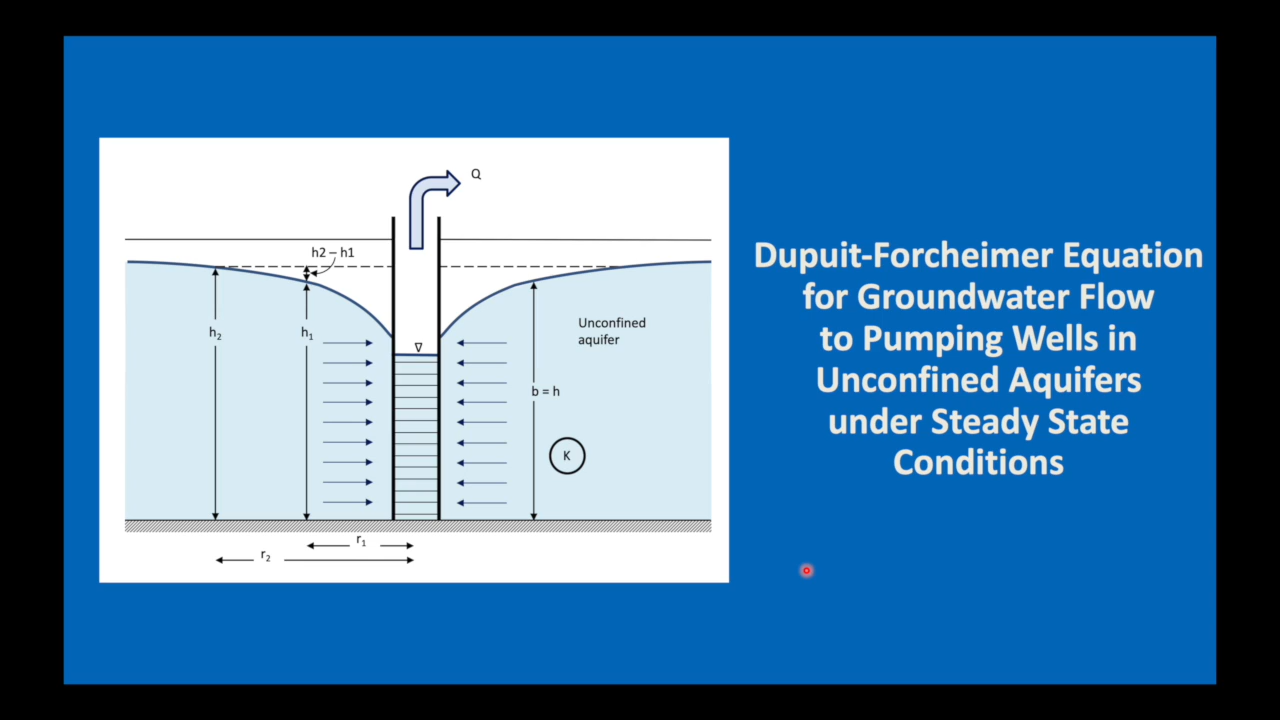 Q
h2 – h1
h₂
h₁
Unconfined
aquifer
b = h
K
r₁
r₂
Dupuit-Forcheimer Equation
for Groundwater Flow
to Pumping Wells in
Unconfined Aquifers
under Steady State
Conditions